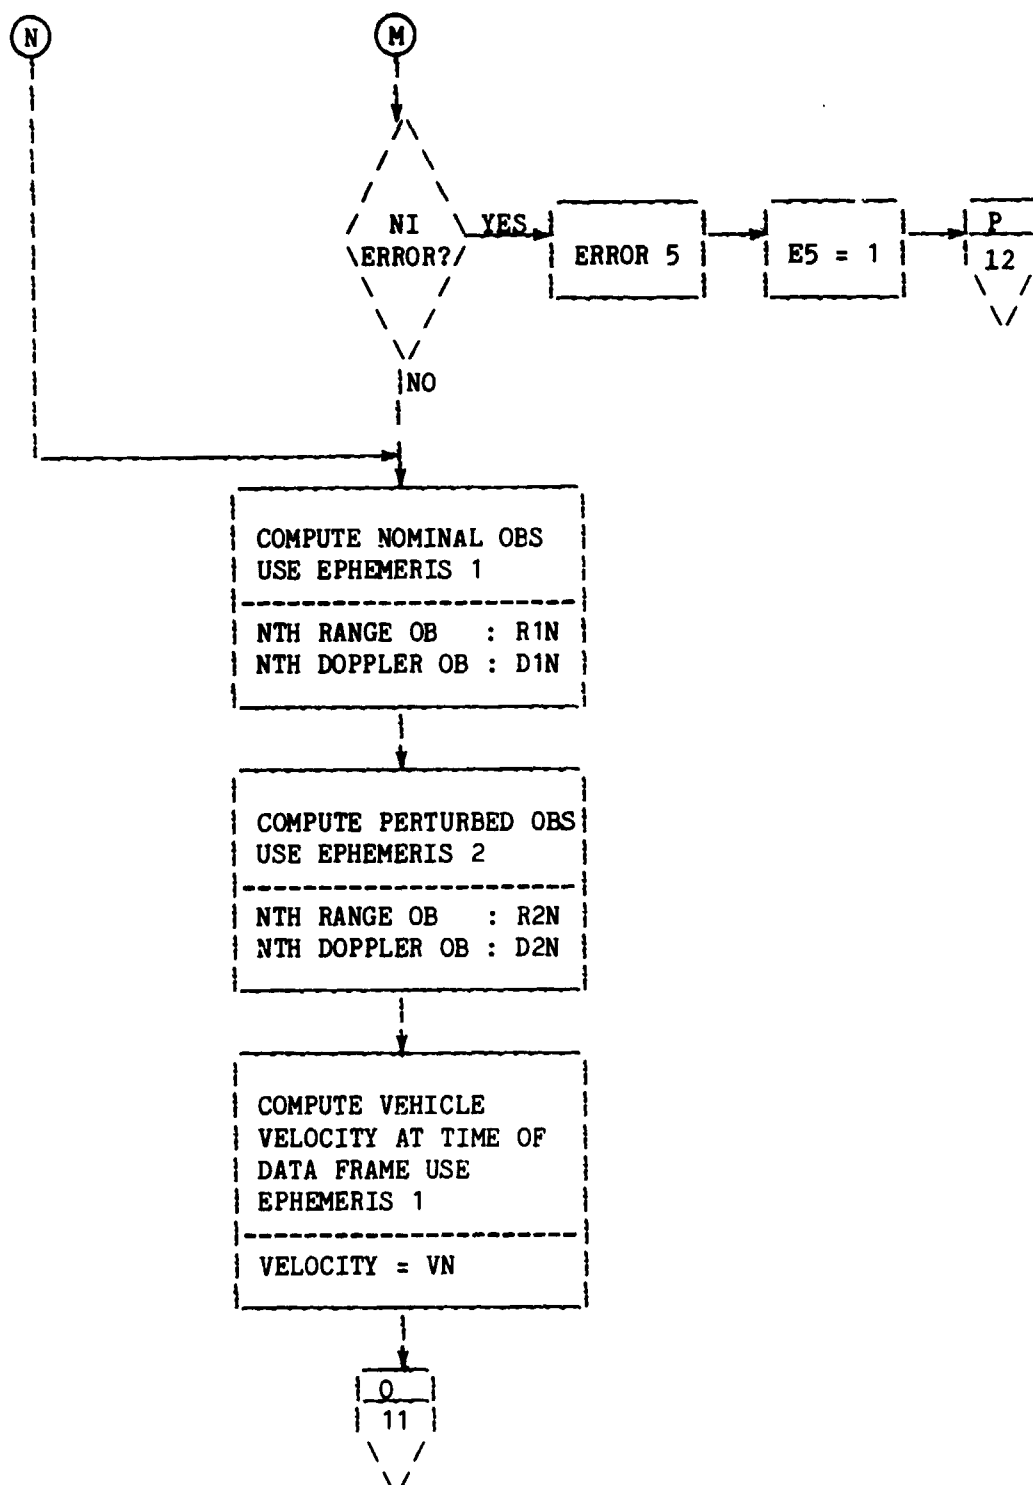 N
M
NI
ERROR?
YES
ERROR 5
E5 = 1
P
12
NO
COMPUTE NOMINAL OBS
USE EPHEMERIS 1
NTH RANGE OB : R1N
NTH DOPPLER OB : D1N
COMPUTE PERTURBED OBS
USE EPHEMERIS 2
NTH RANGE OB : R2N
NTH DOPPLER OB : D2N
COMPUTE VEHICLE
VELOCITY AT TIME OF
DATA FRAME USE
EPHEMERIS 1
VELOCITY = VN
O
11